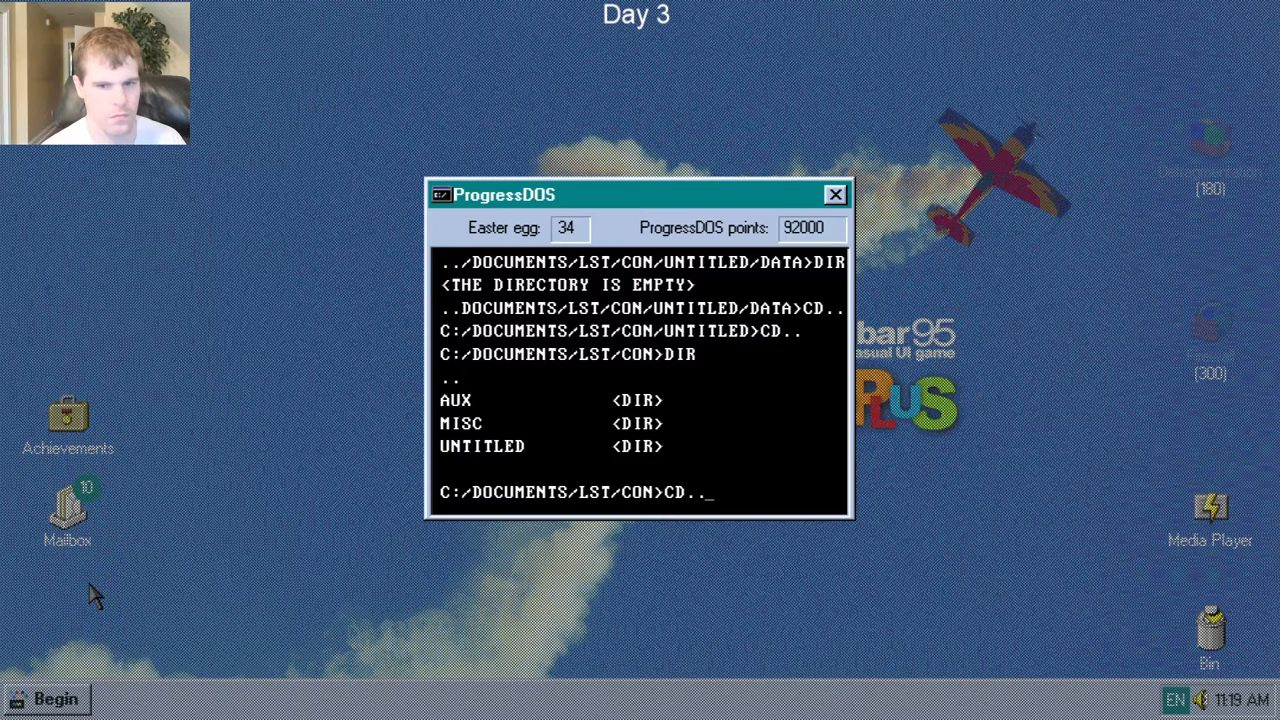 Day 3
ProgressDOS
Easter egg: 34 ProgressDOS points: 92000
../DOCUMENTS/LST/CON/UNTITLED/DATA>DIR
<THE DIRECTORY IS EMPTY>
..DOCUMENTS/LST/CON/UNTITLED/DATA>CD..
C:/DOCUMENTS/LST/CON/UNTITLED>CD..
C:/DOCUMENTS/LST/CON>DIR
..
AUX <DIR>
MISC <DIR>
UNTITLED <DIR>
C:/DOCUMENTS/LST/CON>CD.._
(180)
bar95
asual UI game
PLUS
Firewall
(300)
Achievements
10
Mailbox
Media Player
Bin
Begin
EN 11:19 AM